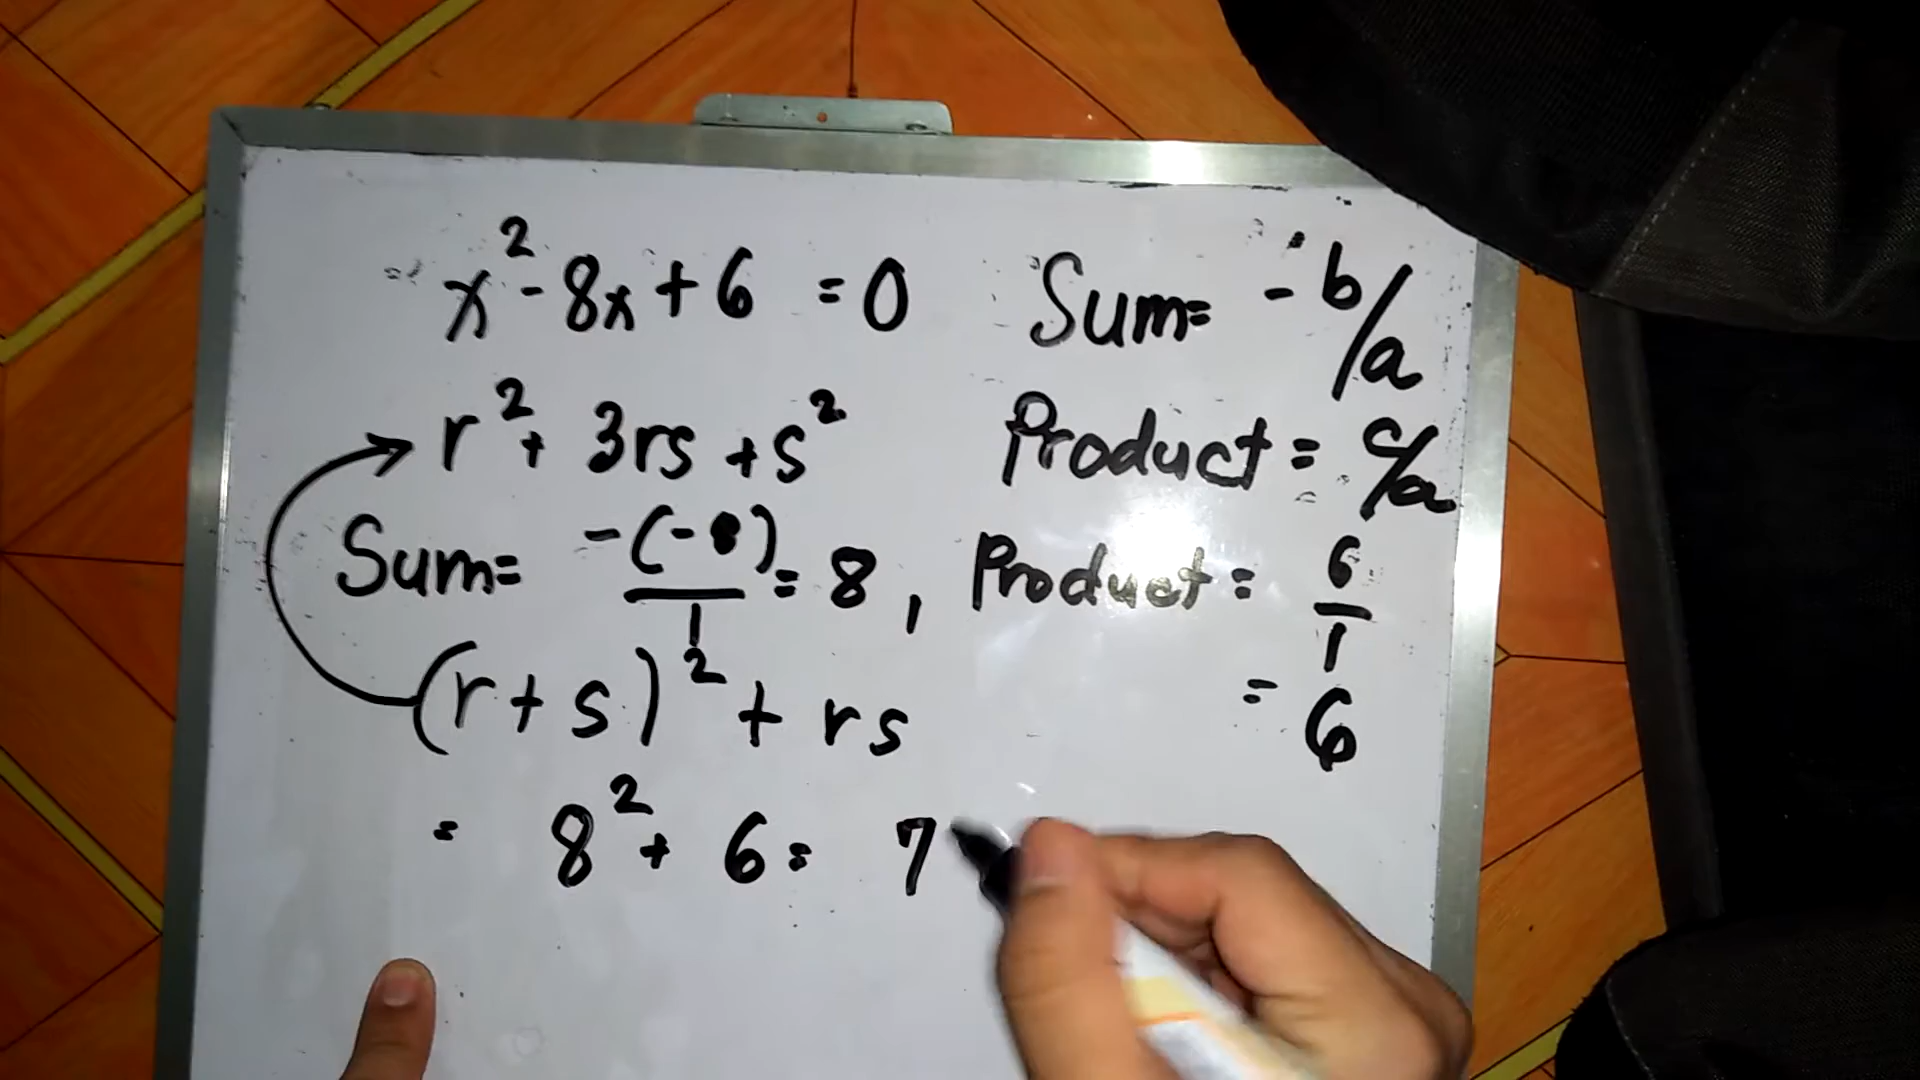 x² - 8x + 6 = 0
Sum = -b/a
r² + 3rs + s²
Product = c/a
Sum = -(-8)/1 = 8, Product = 6/1
= 6
(r + s)² + rs
= 8² + 6 = 7